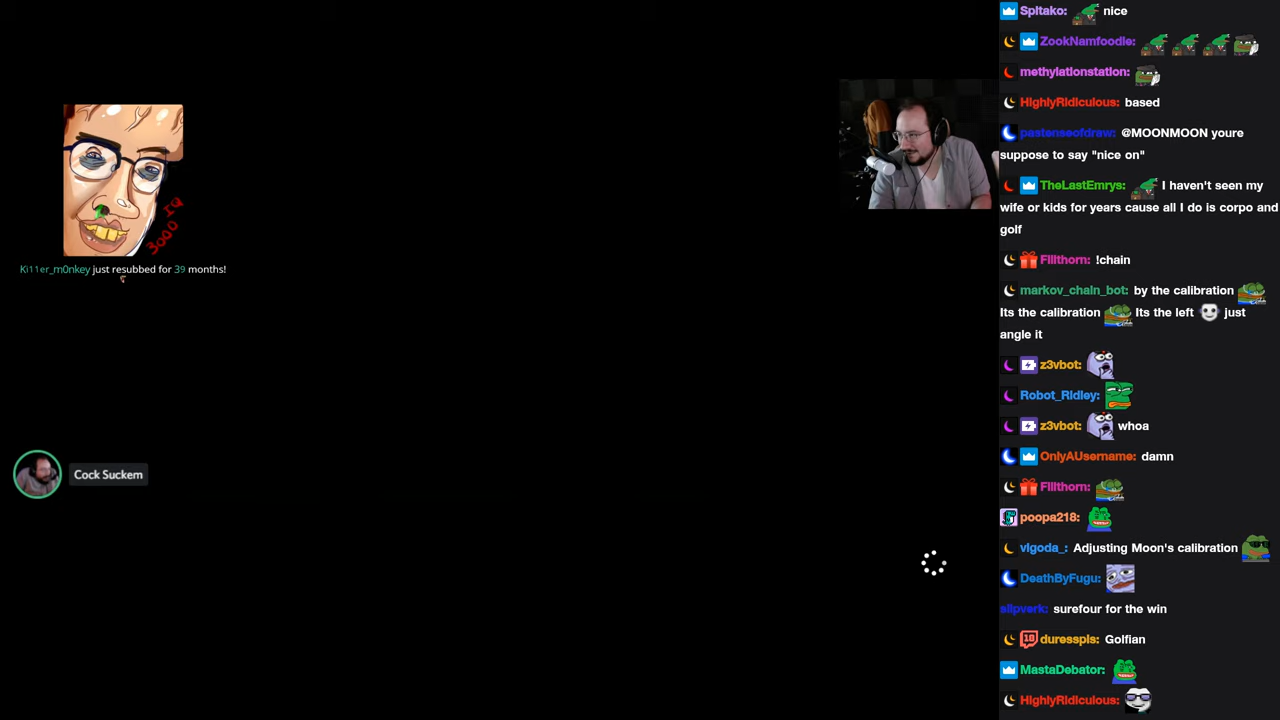 3000 IQ
Ki11er_m0nkey just resubbed for 39 months!
Cock Suckem
Spitako: nice
ZookNamfoodle:
methylationstation:
HighlyRidiculous: based
pastenseofdraw: @MOONMOON youre
suppose to say "nice on"
TheLastEmrys: I haven't seen my
wife or kids for years cause all I do is corpo and
golf
Fillthorn: !chain
markov_chain_bot: by the calibration
Its the calibration Its the left just
angle it
z3vbot:
Robot_Ridley:
z3vbot: whoa
OnlyAUsername: damn
Fillthorn:
poopa218:
vigoda_: Adjusting Moon's calibration
DeathByFugu:
slipverk: surefour for the win
duresspls: Golfian
MastaDebator:
HighlyRidiculous: